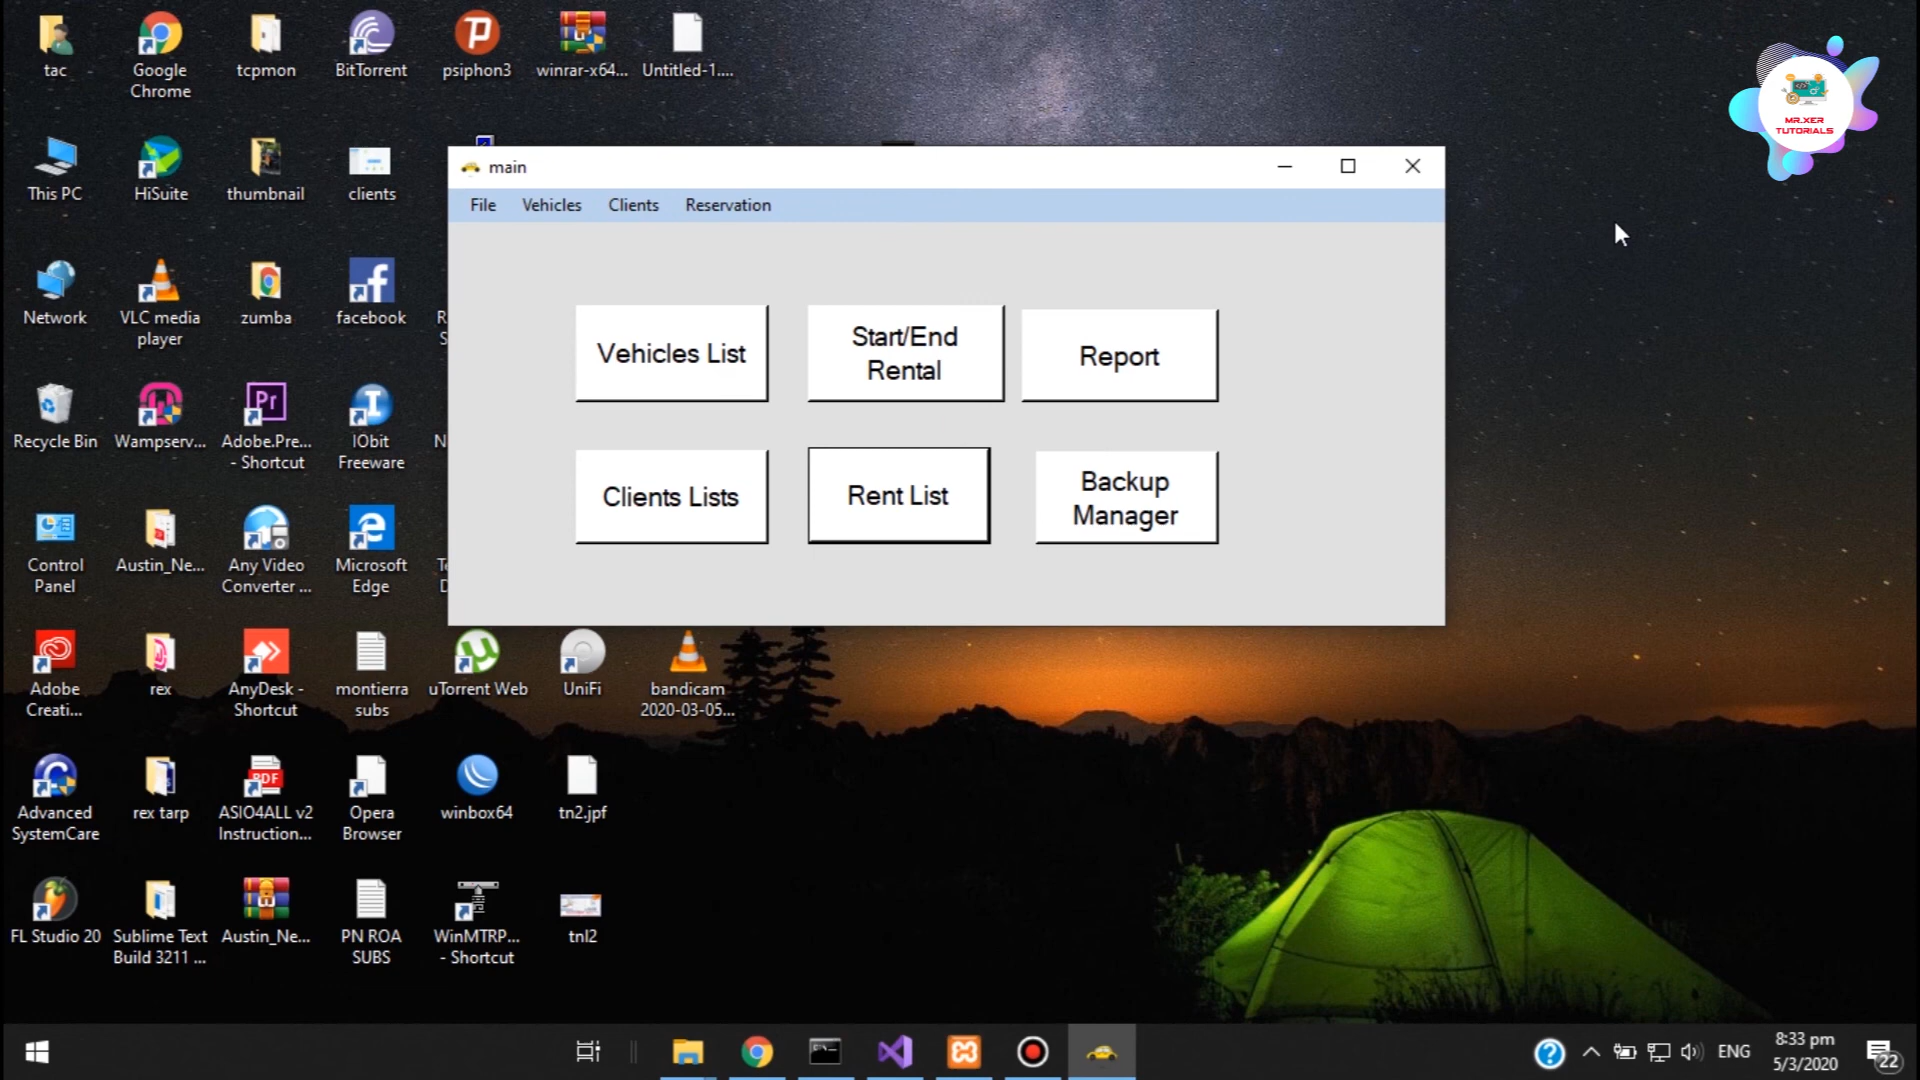 tac
Google
Chrome
tcpmon
BitTorrent
psiphon3
winrar-x64...
Untitled-1....
MR.XER
TUTORIALS
This PC
HiSuite
thumbnail
clients
main
File Vehicles Clients Reservation
Network
VLC media
player
zumba
facebook
Vehicles List
Start/End
Rental
Report
Recycle Bin
Wampserv...
Adobe.Pre...
- Shortcut
IObit
Freeware
Clients Lists
Rent List
Backup
Manager
Control
Panel
Austin_Ne...
Any Video
Converter ...
Microsoft
Edge
Adobe
Creati...
rex
AnyDesk -
Shortcut
montierra
subs
uTorrent Web
UniFi
bandicam
2020-03-05...
Advanced
SystemCare
rex tarp
ASIO4ALL v2
Instruction...
Opera
Browser
winbox64
tn2.jpf
FL Studio 20
Sublime Text
Build 3211 ...
Austin_Ne...
PN ROA
SUBS
WinMTRP...
- Shortcut
tnl2
ENG
8:33 pm
5/3/2020
22